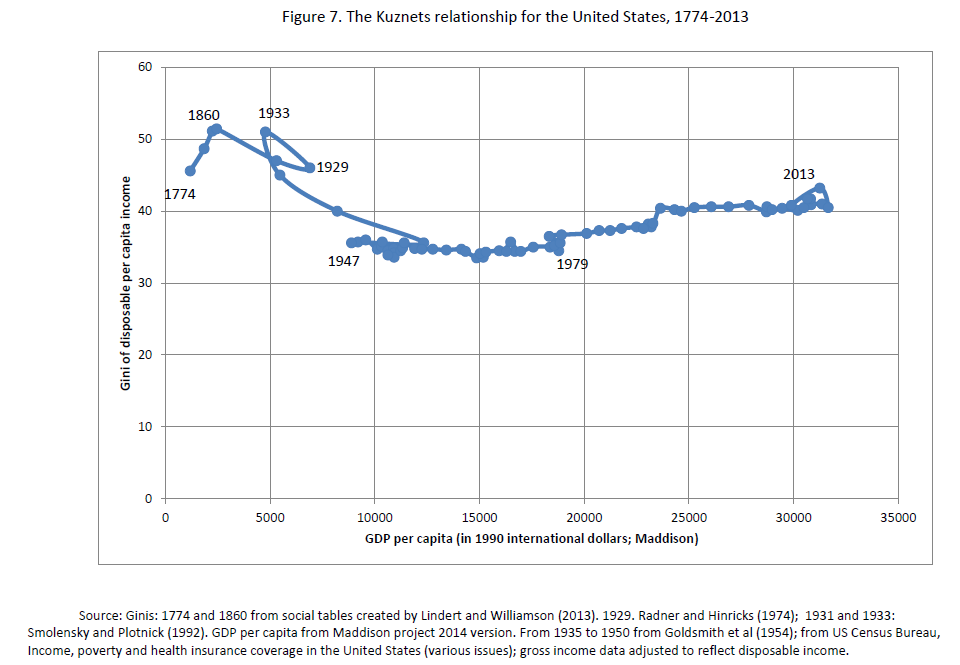 Figure 7. The Kuznets relationship for the United States, 1774-2013
60
50
40
30
20
10
0
Gini of disposable per capita income
1860
1933
1929
1774
2013
1947
1979
0 5000 10000 15000 20000 25000 30000 35000
GDP per capita (in 1990 international dollars; Maddison)
Source: Ginis: 1774 and 1860 from social tables created by Lindert and Williamson (2013). 1929. Radner and Hinricks (1974); 1931 and 1933:
Smolensky and Plotnick (1992). GDP per capita from Maddison project 2014 version. From 1935 to 1950 from Goldsmith et al (1954); from US Census Bureau,
Income, poverty and health insurance coverage in the United States (various issues); gross income data adjusted to reflect disposable income.